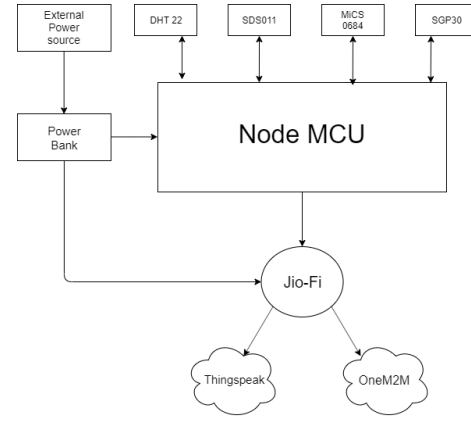 External
Power
source
DHT 22
SDS011
MiCS
0684
SGP30
Power
Bank
Node MCU
Jio-Fi
Thingspeak
OneM2M